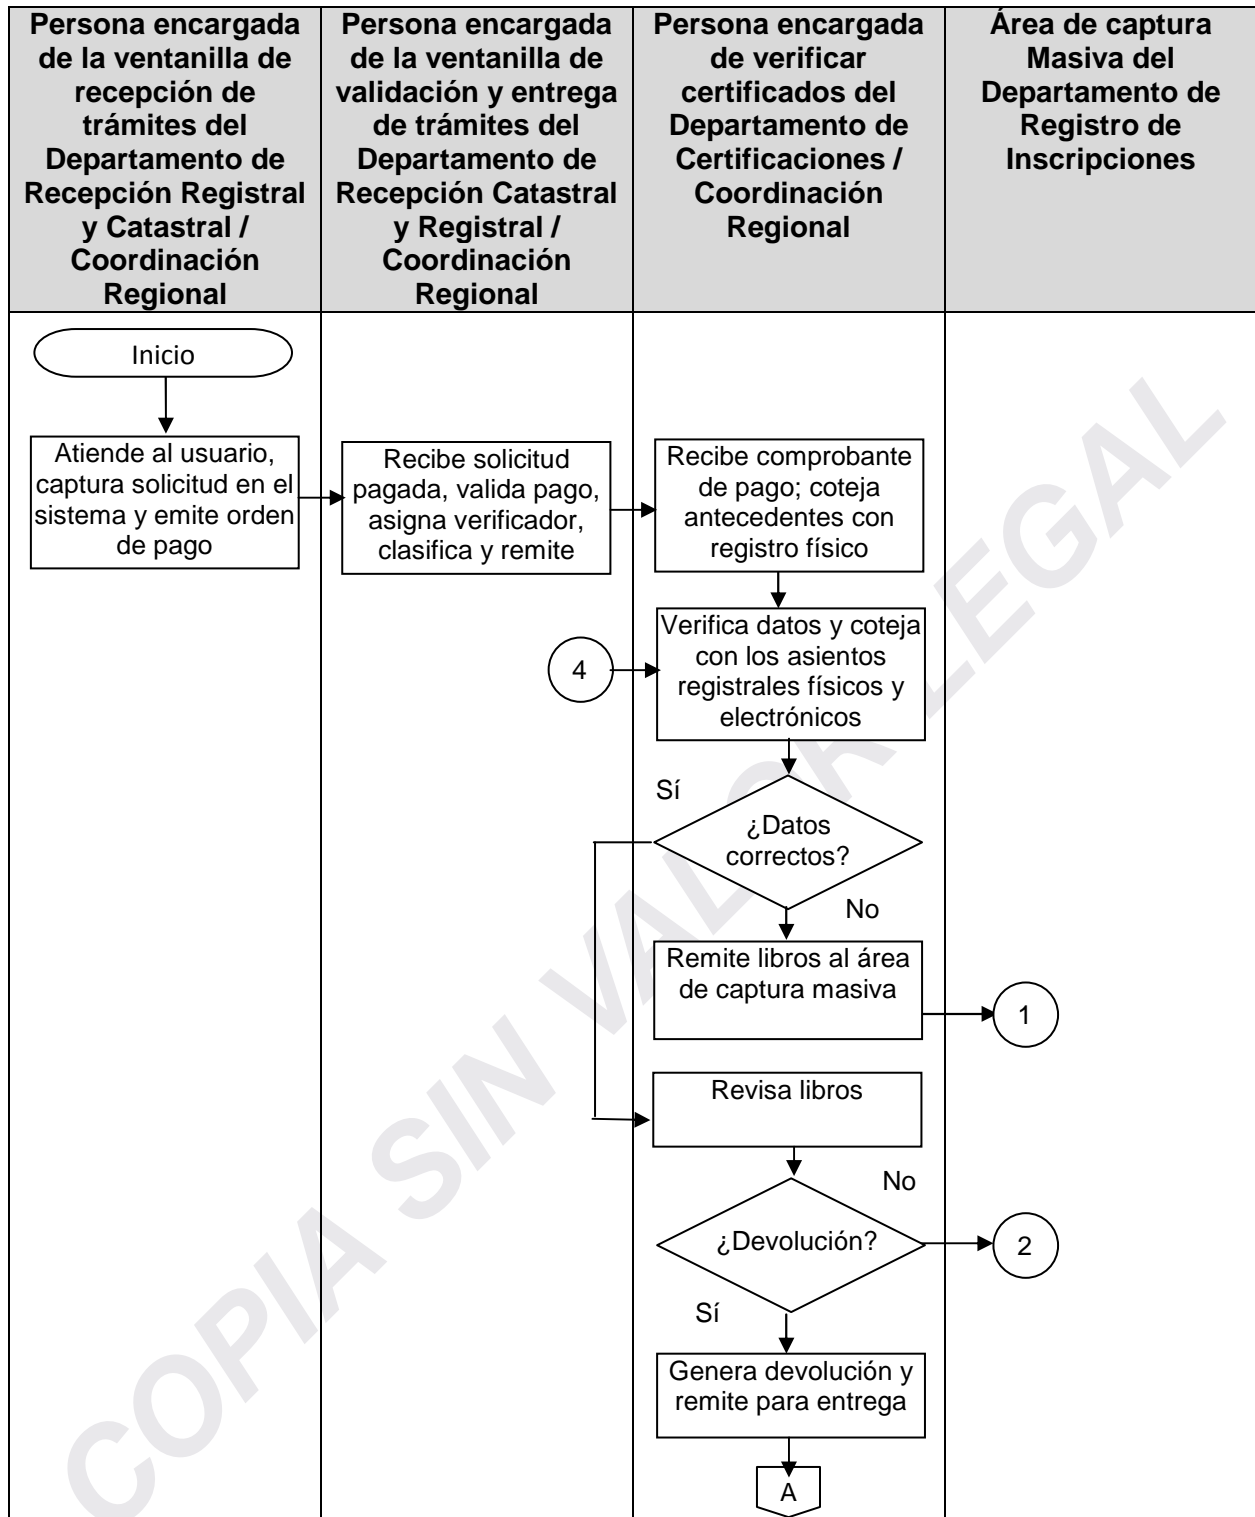 Persona encargada
de la ventanilla de
recepción de
trámites del
Departamento de
Recepción Registral
y Catastral /
Coordinación
Regional
Persona encargada
de la ventanilla de
validación y entrega
de trámites del
Departamento de
Recepción Catastral
y Registral /
Coordinación
Regional
Persona encargada
de verificar
certificados del
Departamento de
Certificaciones /
Coordinación
Regional
Área de captura
Masiva del
Departamento de
Registro de
Inscripciones
Inicio
Atiende al usuario,
captura solicitud en el
sistema y emite orden
de pago
Recibe solicitud
pagada, valida pago,
asigna verificador,
clasifica y remite
Recibe comprobante
de pago; coteja
antecedentes con
registro físico
Verifica datos y coteja
con los asientos
registrales físicos y
electrónicos
4
Sí
¿Datos
correctos?
No
Remite libros al área
de captura masiva
1
Revisa libros
No
¿Devolución?
2
Sí
Genera devolución y
remite para entrega
A
COPIA SIN VALOR LEGAL